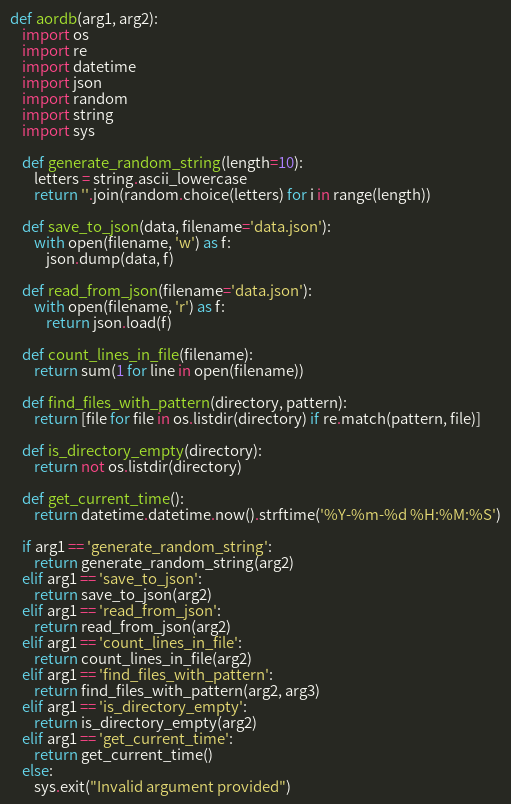 def aordb(arg1, arg2):
    import os
    import re
    import datetime
    import json
    import random
    import string
    import sys

    def generate_random_string(length=10):
        letters = string.ascii_lowercase
        return ''.join(random.choice(letters) for i in range(length))

    def save_to_json(data, filename='data.json'):
        with open(filename, 'w') as f:
            json.dump(data, f)

    def read_from_json(filename='data.json'):
        with open(filename, 'r') as f:
            return json.load(f)

    def count_lines_in_file(filename):
        return sum(1 for line in open(filename))

    def find_files_with_pattern(directory, pattern):
        return [file for file in os.listdir(directory) if re.match(pattern, file)]

    def is_directory_empty(directory):
        return not os.listdir(directory)

    def get_current_time():
        return datetime.datetime.now().strftime('%Y-%m-%d %H:%M:%S')

    if arg1 == 'generate_random_string':
        return generate_random_string(arg2)
    elif arg1 == 'save_to_json':
        return save_to_json(arg2)
    elif arg1 == 'read_from_json':
        return read_from_json(arg2)
    elif arg1 == 'count_lines_in_file':
        return count_lines_in_file(arg2)
    elif arg1 == 'find_files_with_pattern':
        return find_files_with_pattern(arg2, arg3)
    elif arg1 == 'is_directory_empty':
        return is_directory_empty(arg2)
    elif arg1 == 'get_current_time':
        return get_current_time()
    else:
        sys.exit("Invalid argument provided")